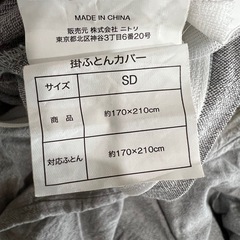 MADE IN CHINA
販売元 株式会社 ニトリ
東京都北区神谷3丁目6番20号
掛ふとんカバー
サイズ SD
商品 約170×210cm
対応ふとん 約170×210cm